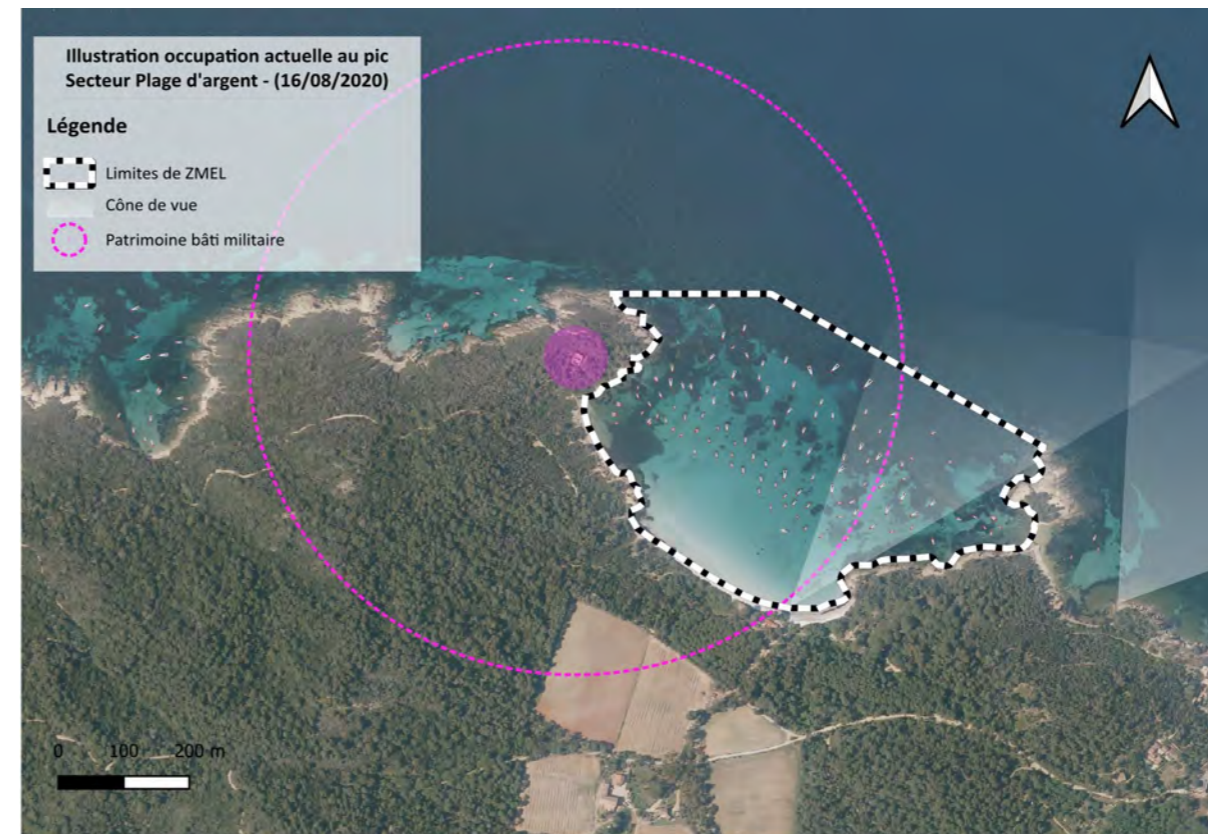 Illustration occupation actuelle au pic
Secteur Plage d'argent - (16/08/2020)
Légende
Limites de ZMEL
Cône de vue
Patrimoine bâti militaire
0 100 200 m